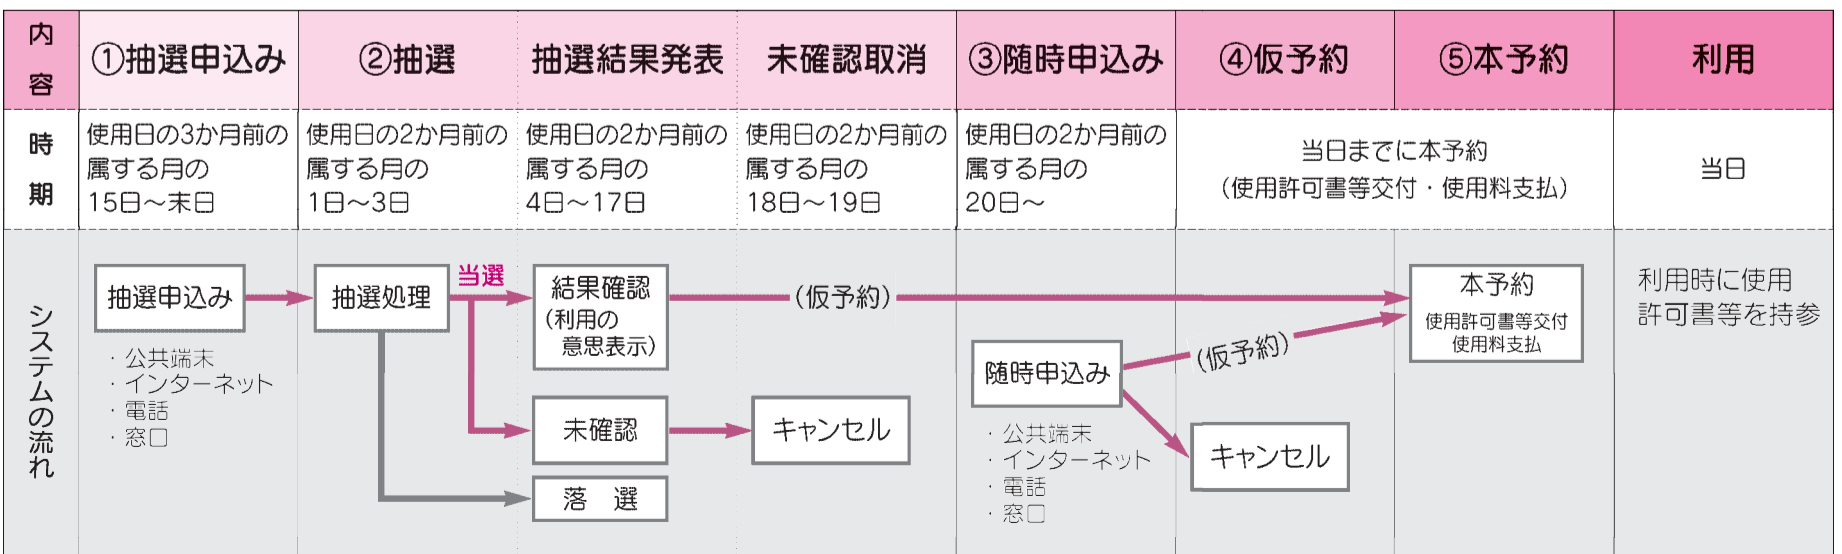 内容
①抽選申込み
②抽選
抽選結果発表
未確認取消
③随時申込み
④仮予約
⑤本予約
利用
時期
使用日の3か月前の
属する月の
15日～末日
使用日の2か月前の
属する月の
1日～3日
使用日の2か月前の
属する月の
4日～17日
使用日の2か月前の
属する月の
18日～19日
使用日の2か月前の
属する月の
20日～
当日までに本予約
（使用許可書等交付・使用料支払）
当日
システムの流れ
抽選申込み
・公共端末
・インターネット
・電話
・窓口
抽選処理
当選
結果確認
（利用の
意思表示）
未確認
落　選
（仮予約）
キャンセル
随時申込み
・公共端末
・インターネット
・電話
・窓口
（仮予約）
キャンセル
本予約
使用許可書等交付
使用料支払
利用時に使用
許可書等を持参